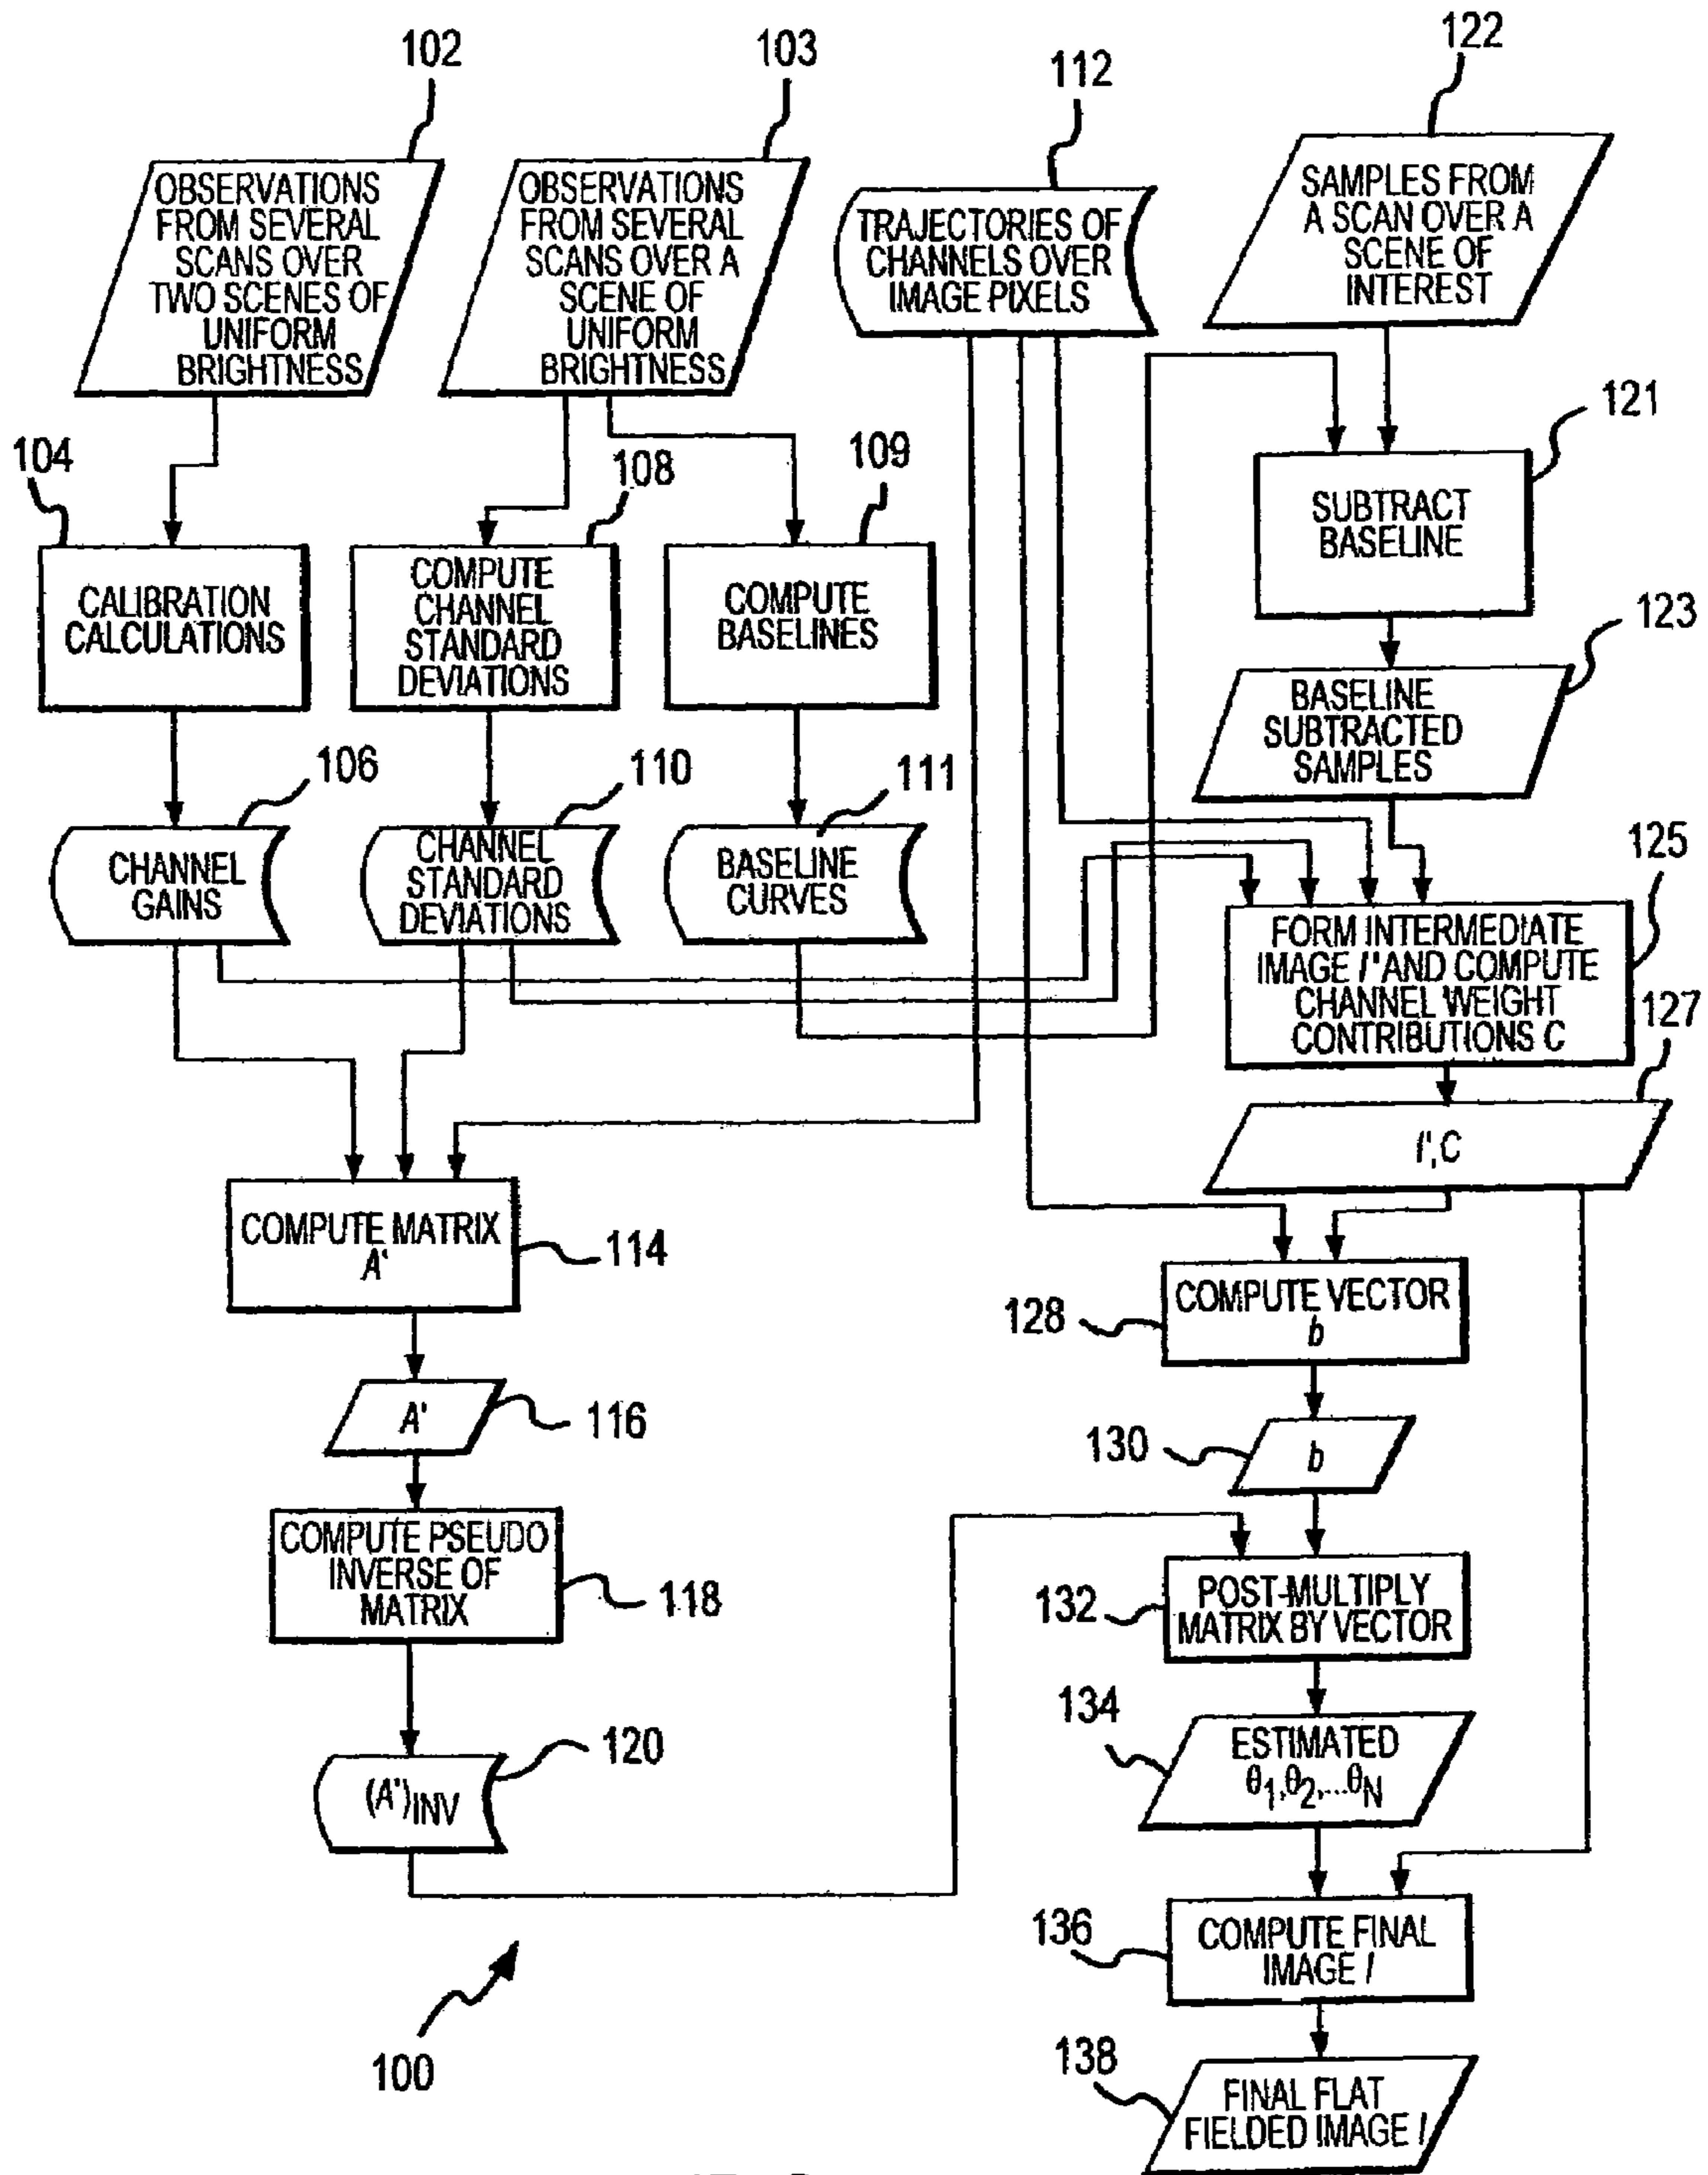 102
103
112
122
OBSERVATIONS
FROM SEVERAL
SCANS OVER
TWO SCENES OF
UNIFORM
BRIGHTNESS
OBSERVATIONS
FROM SEVERAL
SCANS OVER A
SCENE OF
UNIFORM
BRIGHTNESS
TRAJECTORIES OF
CHANNELS OVER
IMAGE PIXELS
SAMPLES FROM
A SCAN OVER A
SCENE OF
INTEREST
104
108
109
121
CALIBRATION
CALCULATIONS
COMPUTE
CHANNEL
STANDARD
DEVIATIONS
COMPUTE
BASELINES
SUBTRACT
BASELINE
123
BASELINE
SUBTRACTED
SAMPLES
106
110
111
CHANNEL
GAINS
CHANNEL
STANDARD
DEVIATIONS
BASELINE
CURVES
125
FORM INTERMEDIATE
IMAGE I' AND COMPUTE
CHANNEL WEIGHT
CONTRIBUTIONS C
127
I',C
COMPUTE MATRIX
A'
114
COMPUTE VECTOR
b
128
A'
116
130
b
COMPUTE PSEUDO
INVERSE OF
MATRIX
118
132
POST-MULTIPLY
MATRIX BY VECTOR
134
ESTIMATED
θ1,θ2,...θN
120
(A')INV
136
COMPUTE FINAL
IMAGE I
100
138
FINAL FLAT
FIELDED IMAGE I